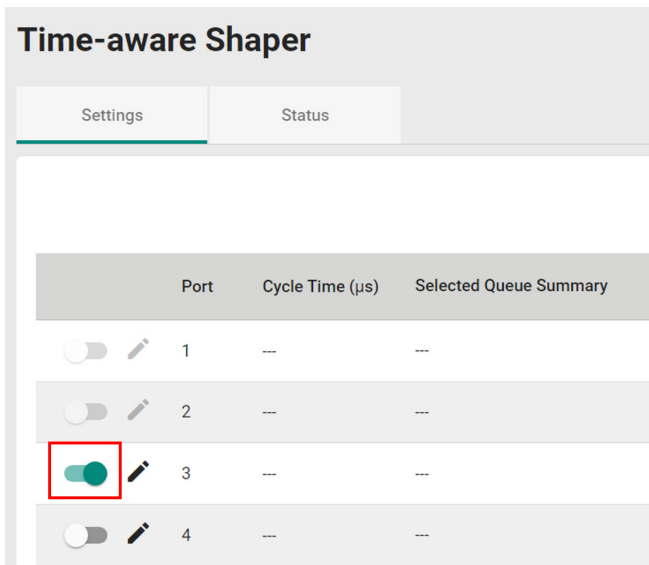 Time-aware Shaper
Settings Status
Port Cycle Time (μs) Selected Queue Summary
1 --- ---
2 --- ---
3 --- ---
4 --- ---